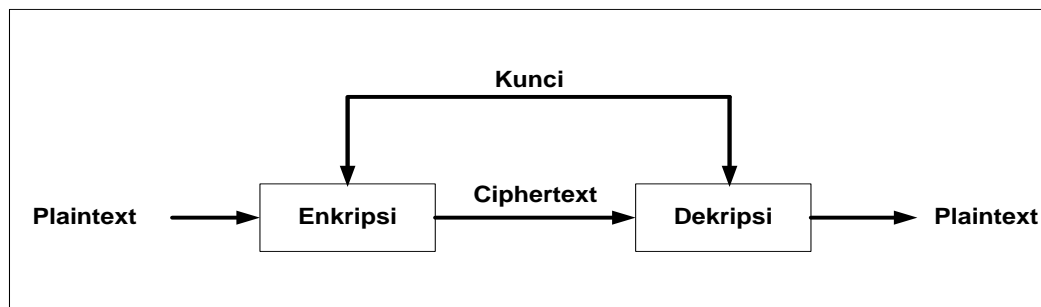 Kunci
Ciphertext
Plaintext
Enkripsi
Dekripsi
Plaintext